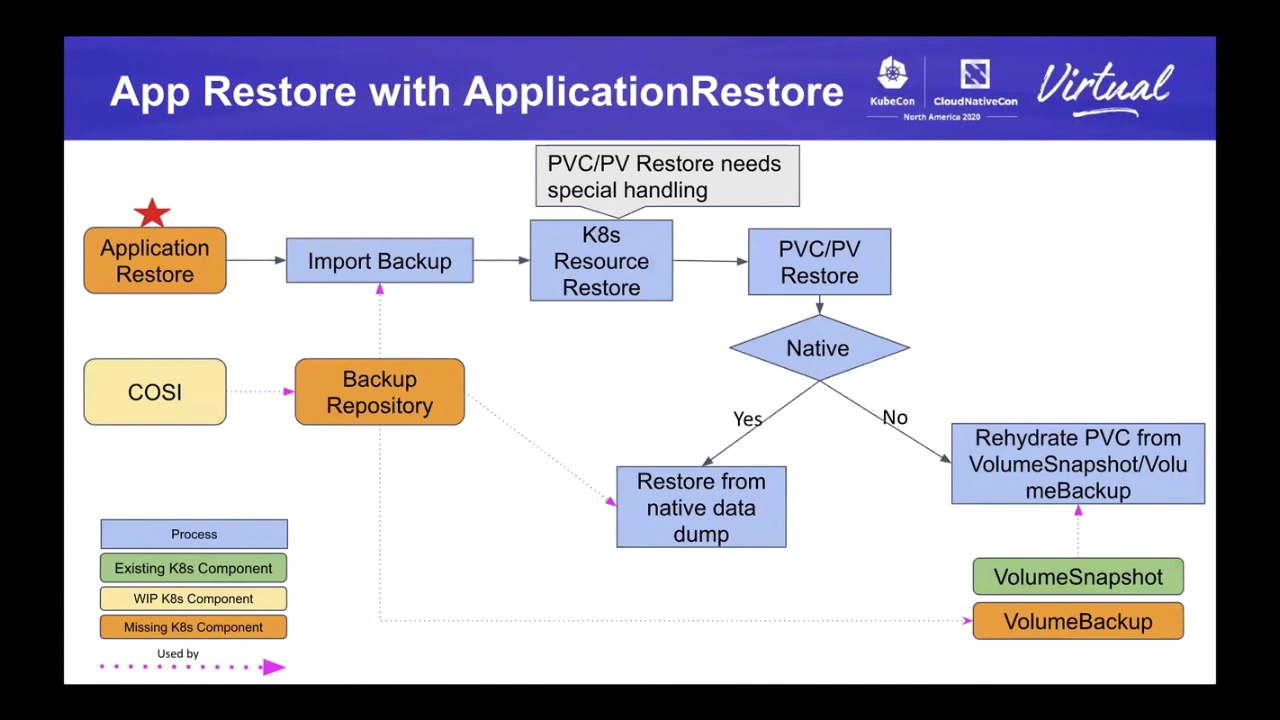 App Restore with ApplicationRestore
KubeCon
CloudNativeCon
North America 2020
Virtual
PVC/PV Restore needs
special handling
Application
Restore
Import Backup
K8s
Resource
Restore
PVC/PV
Restore
Native
COSI
Backup
Repository
Yes
No
Restore from
native data
dump
Rehydrate PVC from
VolumeSnapshot/Volu
meBackup
VolumeSnapshot
VolumeBackup
Process
Existing K8s Component
WIP K8s Component
Missing K8s Component
Used by